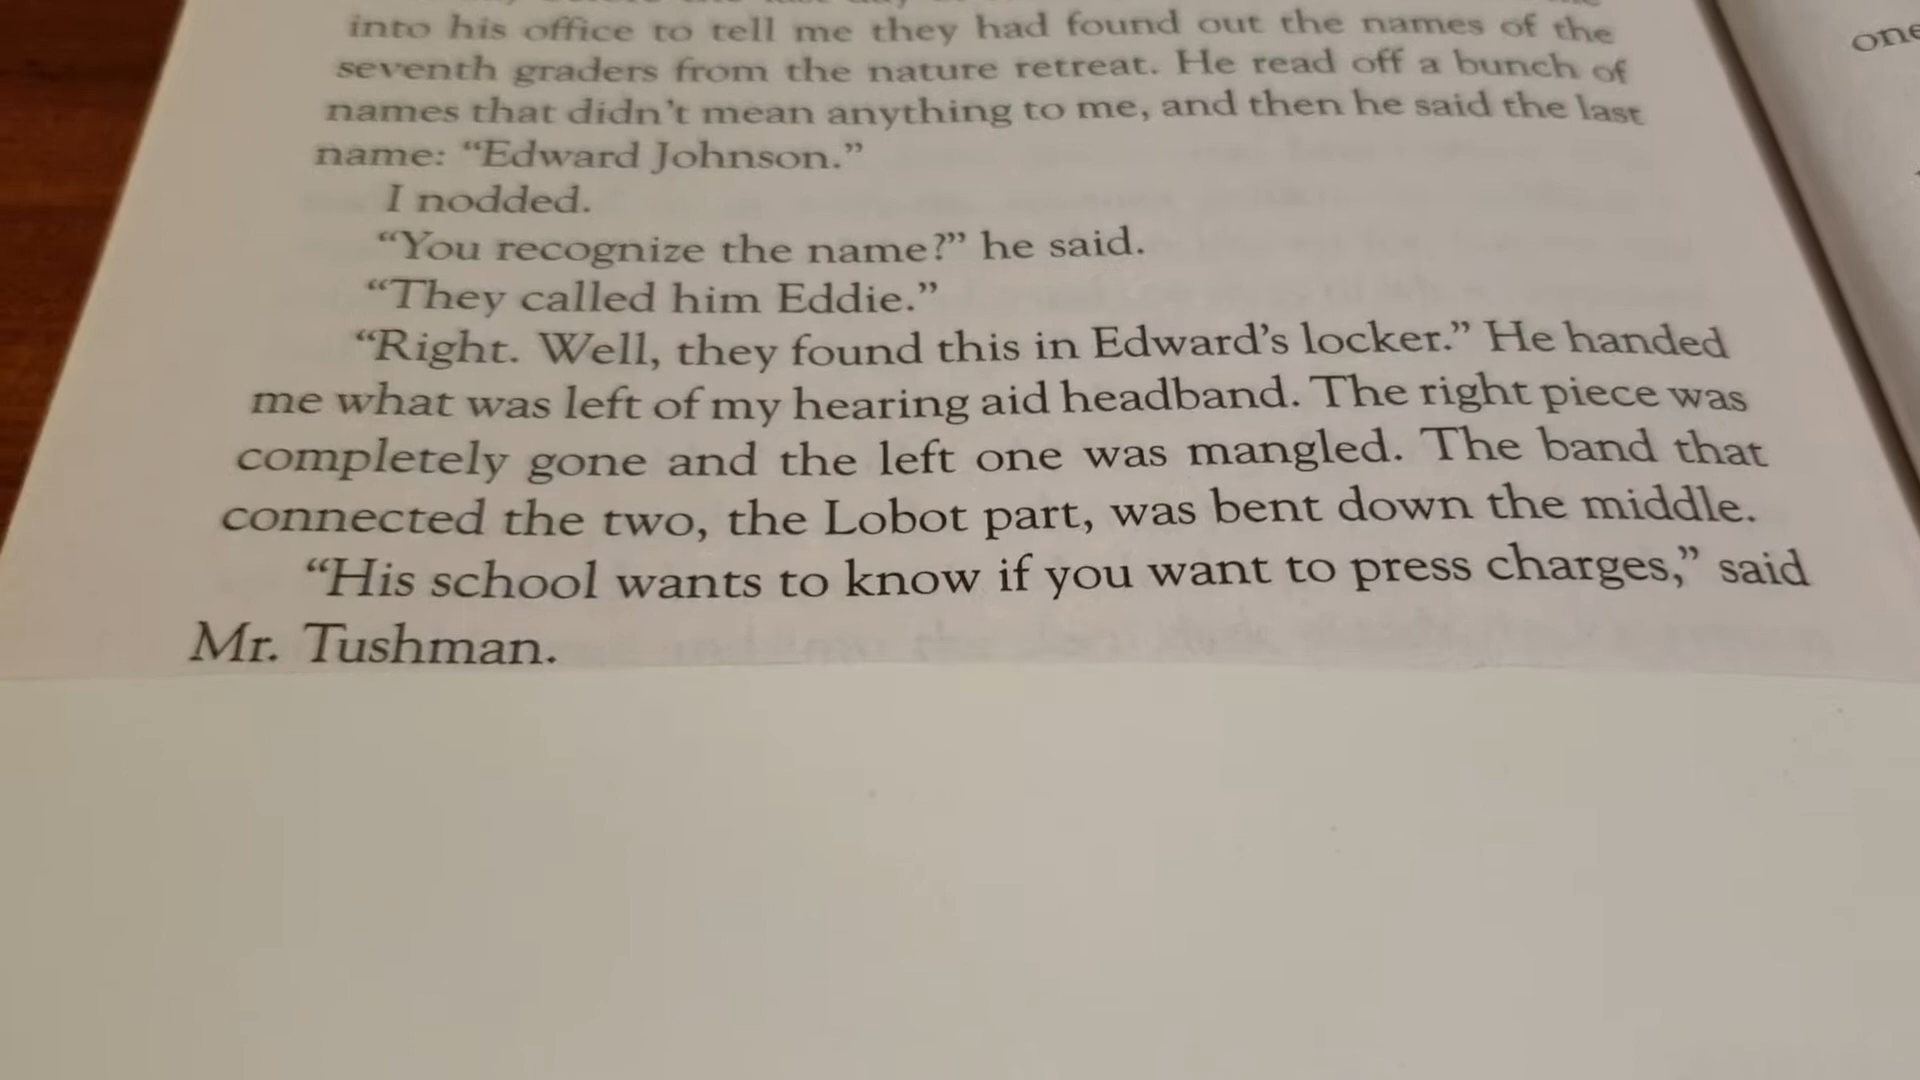 into his office to tell me they had found out the names of the
seventh graders from the nature retreat. He read off a bunch of
names that didn't mean anything to me, and then he said the last
name: “Edward Johnson.”
I nodded.
“You recognize the name?” he said.
“They called him Eddie.”
“Right. Well, they found this in Edward’s locker.” He handed
me what was left of my hearing aid headband. The right piece was
completely gone and the left one was mangled. The band that
connected the two, the Lobot part, was bent down the middle.
“His school wants to know if you want to press charges,” said
Mr. Tushman.
one